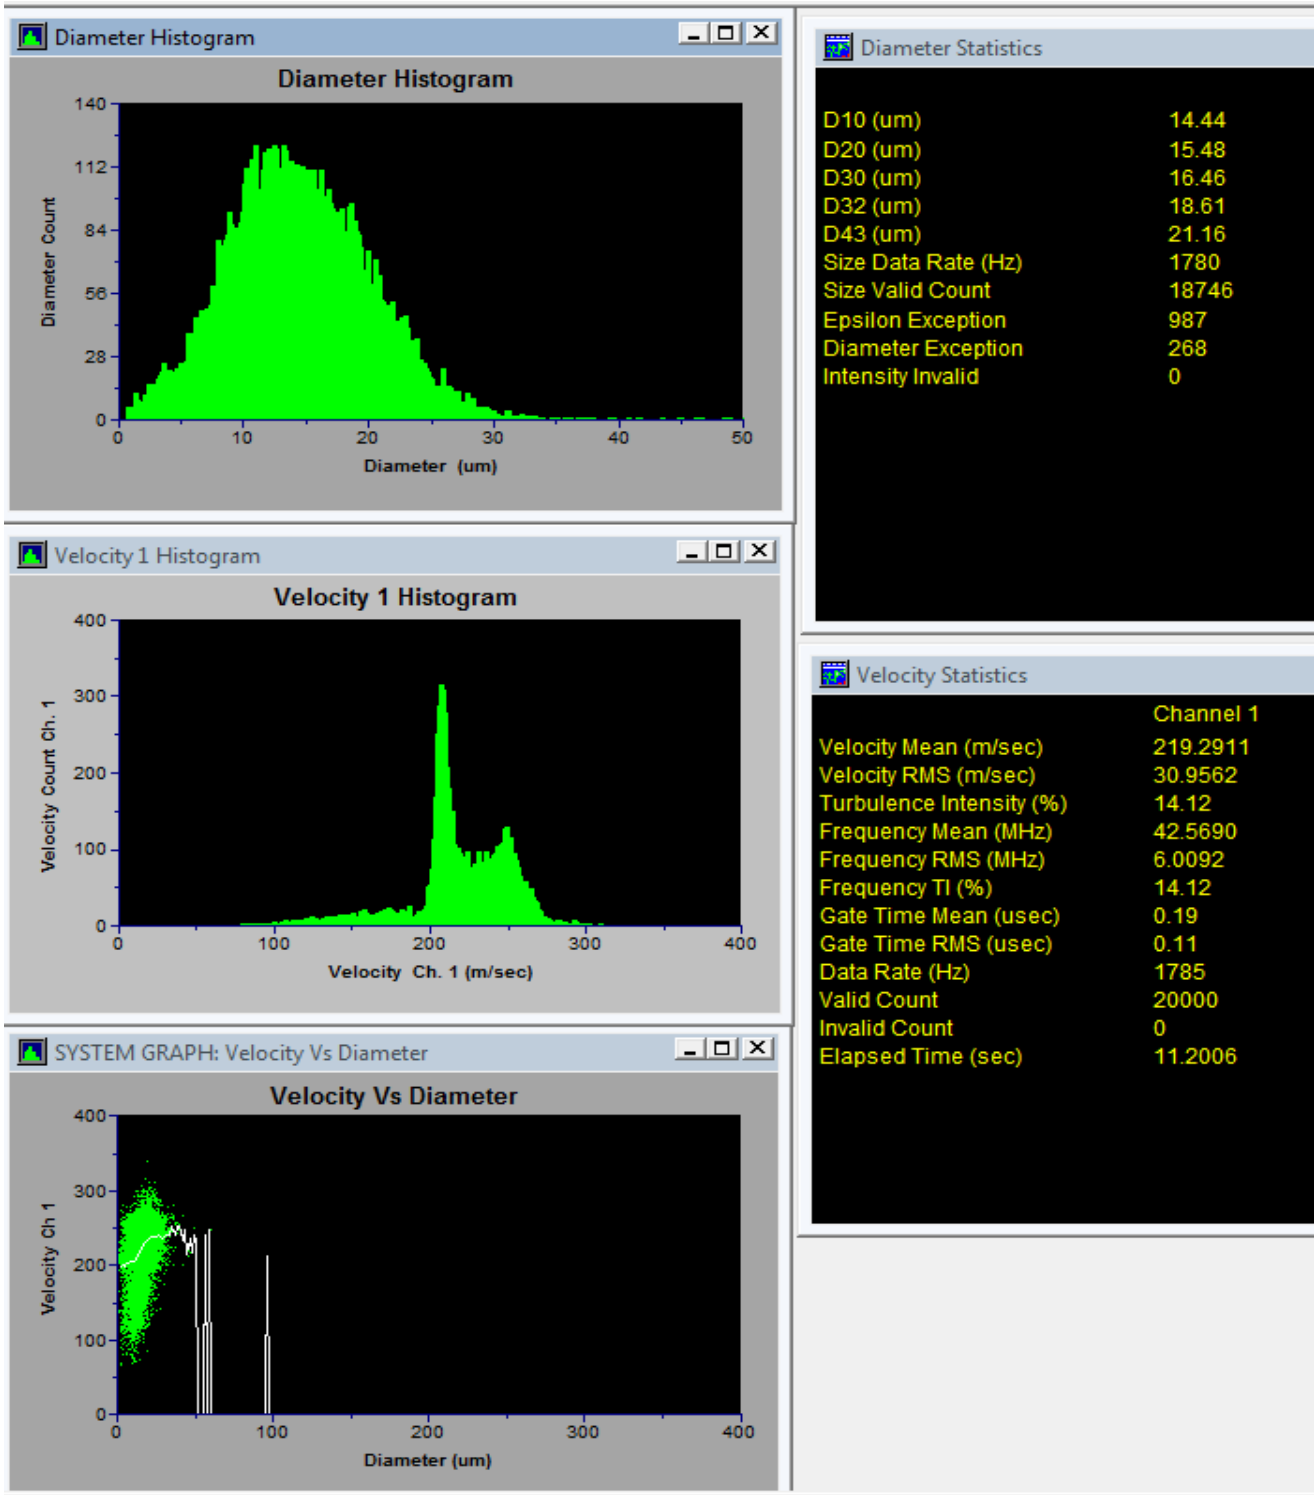 Diameter Histogram
Diameter Histogram
140
112
84
56
28
0
Diameter Count
0 10 20 30 40 50
Diameter (um)
Velocity 1 Histogram
Velocity 1 Histogram
400
300
200
100
0
Velocity Count Ch. 1
0 100 200 300 400
Velocity Ch. 1 (m/sec)
SYSTEM GRAPH: Velocity Vs Diameter
Velocity Vs Diameter
400
300
200
100
0
Velocity Ch 1
0 100 200 300 400
Diameter (um)
Diameter Statistics
D10 (um) 14.44
D20 (um) 15.48
D30 (um) 16.46
D32 (um) 18.61
D43 (um) 21.16
Size Data Rate (Hz) 1780
Size Valid Count 18746
Epsilon Exception 987
Diameter Exception 268
Intensity Invalid 0
Velocity Statistics
Channel 1
Velocity Mean (m/sec) 219.2911
Velocity RMS (m/sec) 30.9562
Turbulence Intensity (%) 14.12
Frequency Mean (MHz) 42.5690
Frequency RMS (MHz) 6.0092
Frequency TI (%) 14.12
Gate Time Mean (usec) 0.19
Gate Time RMS (usec) 0.11
Data Rate (Hz) 1785
Valid Count 20000
Invalid Count 0
Elapsed Time (sec) 11.2006